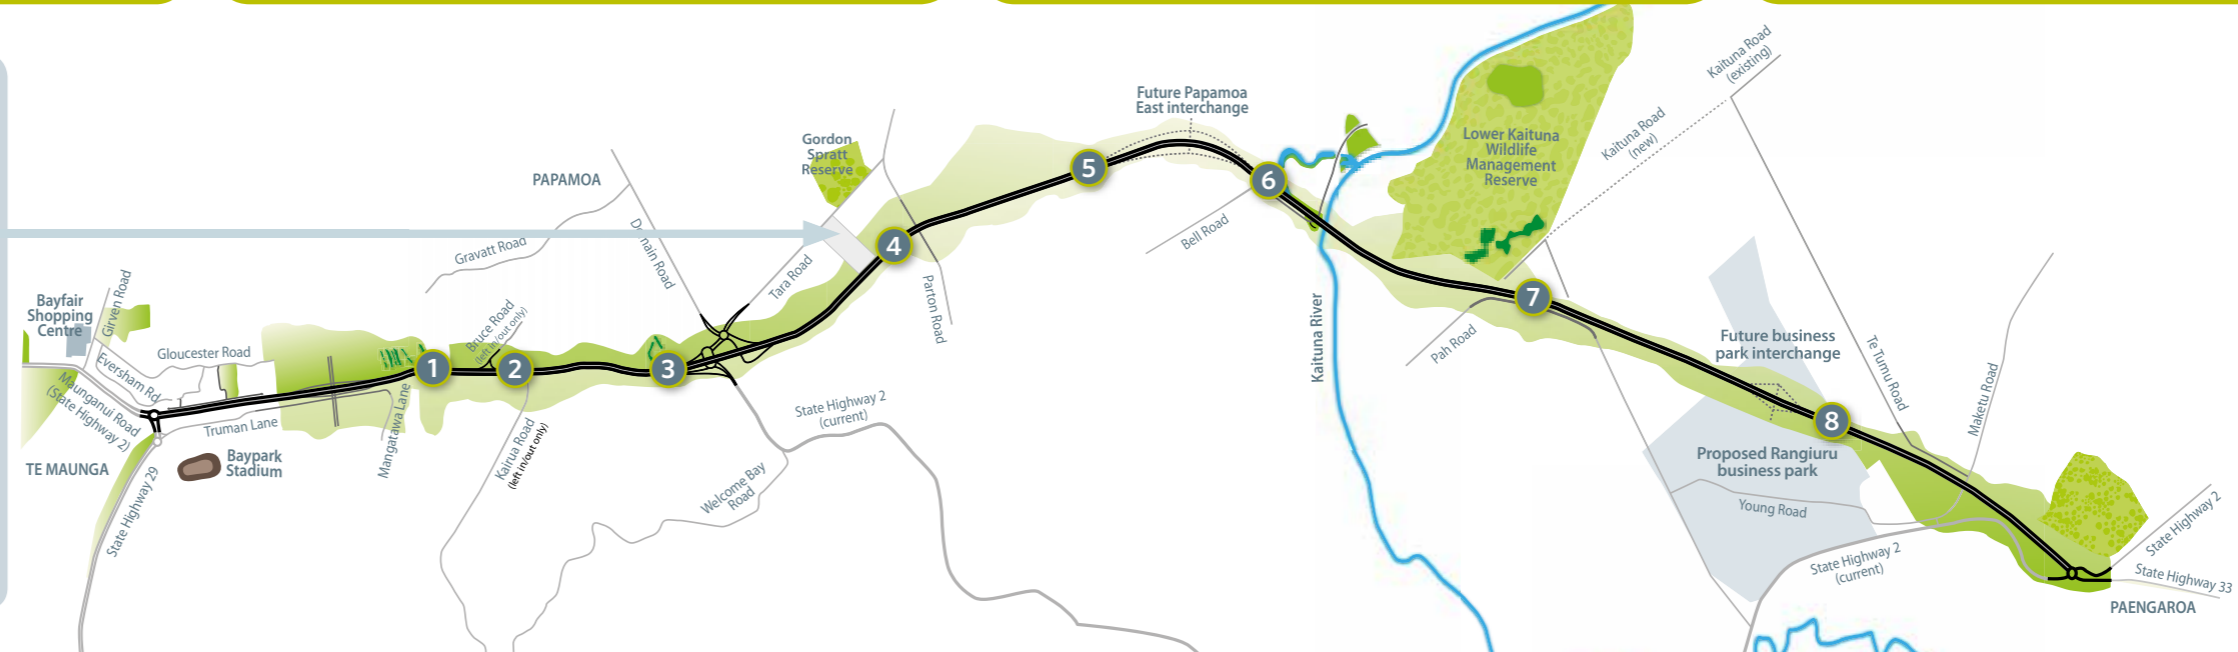 Bayfair
Shopping
Centre
Girven Road
Gloucester Road
Eversham Rd
Maunganui Road
(State Highway 2)
TE MAUNGA
State Highway 29
Truman Lane
Baypark
Stadium
Mangatawa Lane
1
Bruce Road
(left in/out only)
2
Kairua Road
(left in/out only)
Gravatt Road
PAPAMOA
Domain Road
3
Tara Road
State Highway 2
(current)
Welcome Bay
Road
Gordon
Spratt
Reserve
4
Parton Road
5
Future Papamoa
East interchange
6
Bell Road
Kaituna River
Lower Kaituna
Wildlife
Management
Reserve
Kaituna Road
(new)
Kaituna Road
(existing)
7
Pah Road
Future business
park interchange
8
Proposed Rangiuru
business park
Young Road
Te Tumu Road
Maketu Road
State Highway 2
(current)
State Highway 2
State Highway 33
PAENGAROA